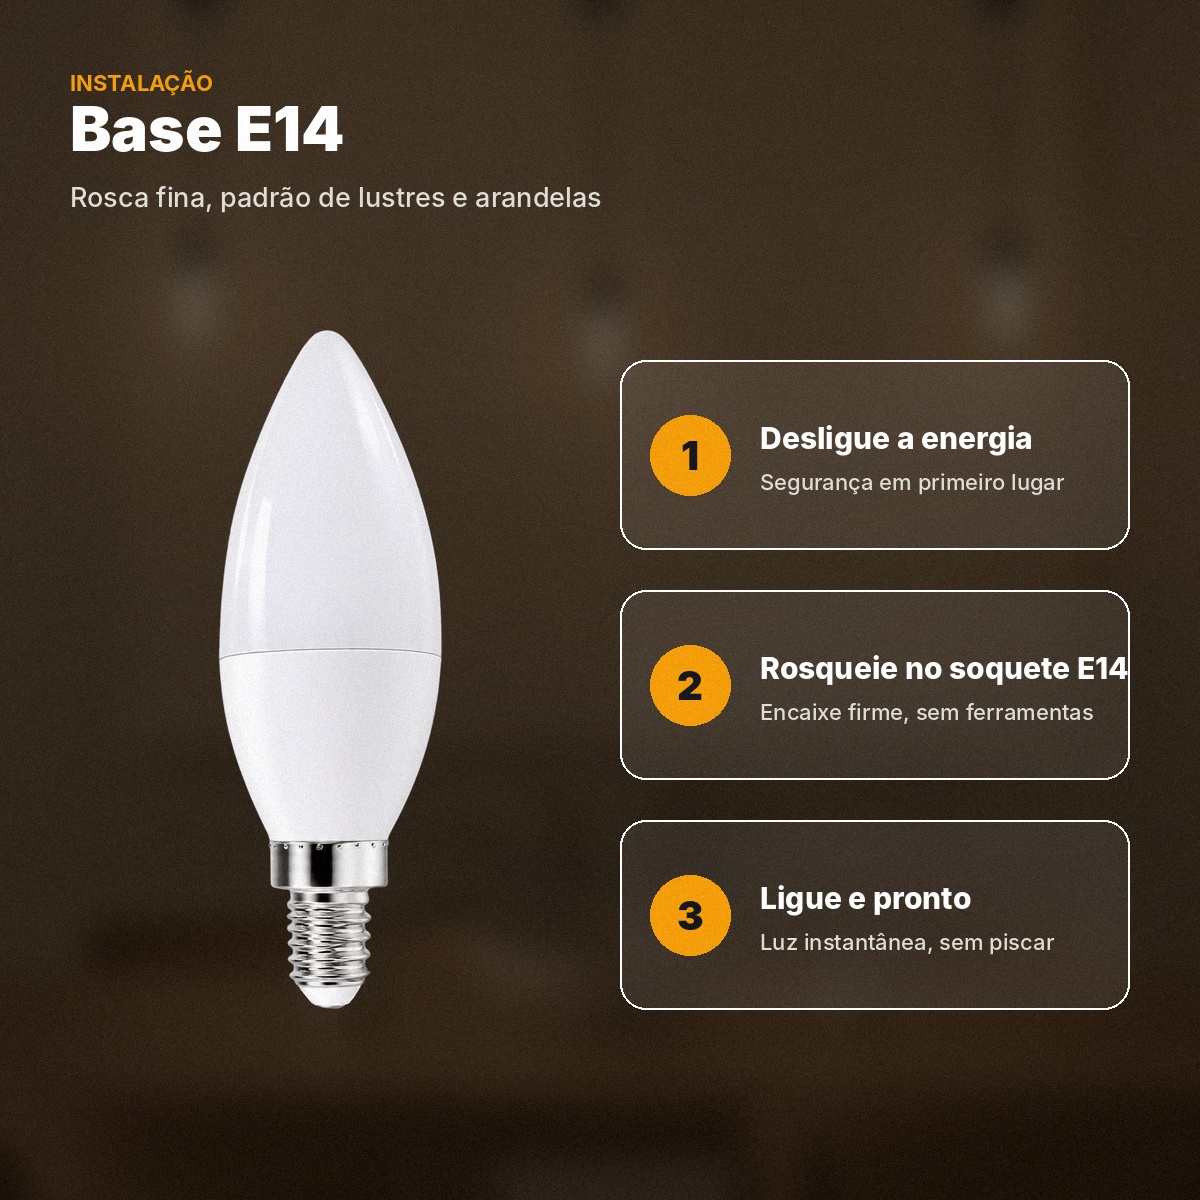 INSTALAÇÃO
Base E14
Rosca fina, padrão de lustres e arandelas
1
Desligue a energia
Segurança em primeiro lugar
2
Rosqueie no soquete E14
Encaixe firme, sem ferramentas
3
Ligue e pronto
Luz instantânea, sem piscar